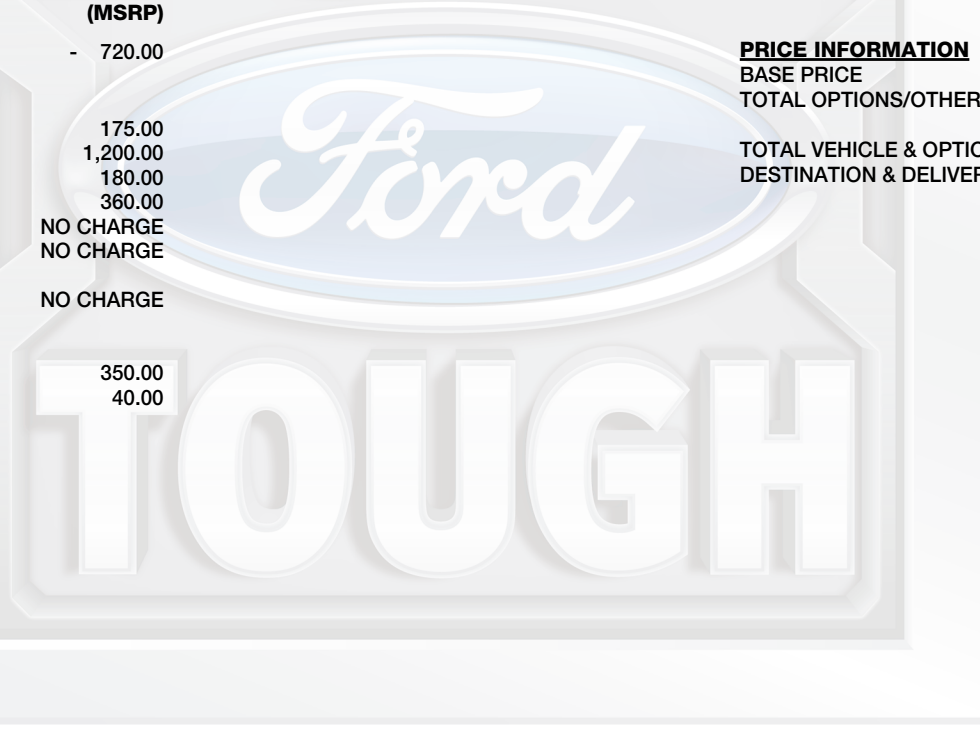 (MSRP)
- 720.00
175.00
1,200.00
180.00
360.00
NO CHARGE
NO CHARGE
NO CHARGE
350.00
40.00
PRICE INFORMATION
BASE PRICE
TOTAL OPTIONS/OTHER
TOTAL VEHICLE & OPTIO
DESTINATION & DELIVER
Ford
TOUGH